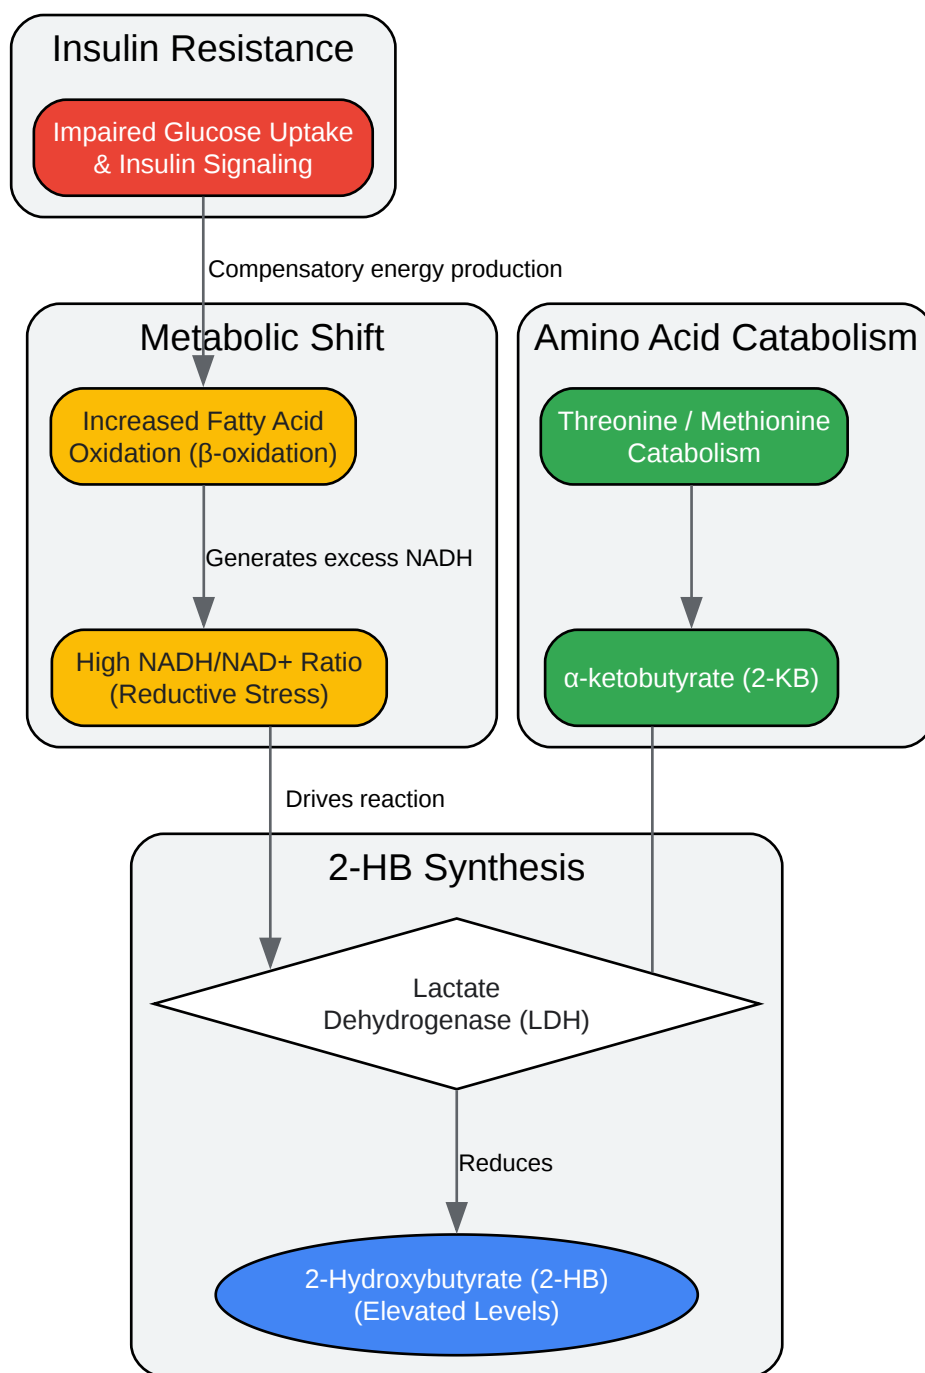 Insulin Resistance
Impaired Glucose Uptake
& Insulin Signaling
Compensatory energy production
Metabolic Shift
Increased Fatty Acid
Oxidation (β-oxidation)
Generates excess NADH
High NADH/NAD+ Ratio
(Reductive Stress)
Amino Acid Catabolism
Threonine / Methionine
Catabolism
α-ketobutyrate (2-KB)
Drives reaction
2-HB Synthesis
Lactate
Dehydrogenase (LDH)
Reduces
2-Hydroxybutyrate (2-HB)
(Elevated Levels)